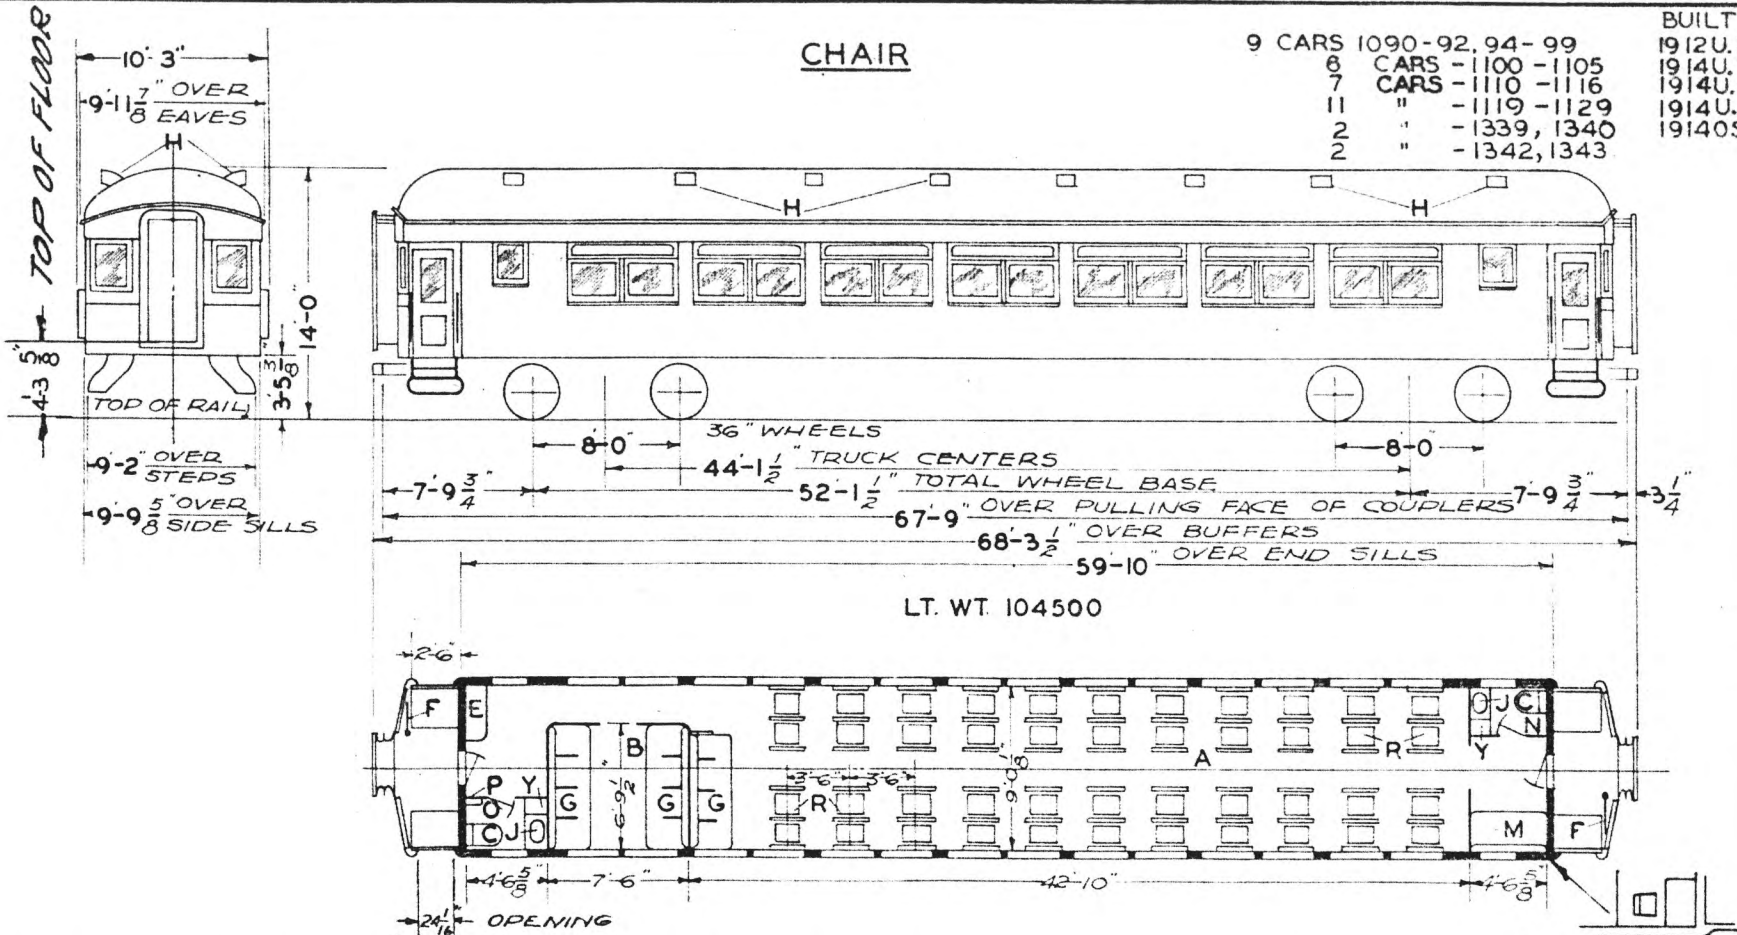 CHAIR
BUILT
9 CARS 1090-92, 94-99 1912U.
6 CARS -1100 -1105 1914U.
7 CARS -1110 -1116 1914U.
11 " -1119 -1129 1914U.
2 " -1339, 1340 1914OS
2 " -1342, 1343
TOP OF FLOOR
10'-3"
9'-11 7/8" OVER
EAVES
H
H
H
14'-0"
4'-3 5/8"
3'-5 3/8"
TOP OF RAIL
9'-2" OVER
STEPS
9'-9 5/8" OVER
SIDE SILLS
36" WHEELS
8'-0"
8'-0"
44'-1 1/2" TRUCK CENTERS
7'-9 3/4"
52'-1 1/2" TOTAL WHEEL BASE
7'-9 3/4"
3 1/4"
67'-9" OVER PULLING FACE OF COUPLERS
68'-3 1/2" OVER BUFFERS
59'-10" OVER END SILLS
LT. WT. 104500
2'-6"
F E B J C
N
A R Y
3'-6" 3'-6"
9'-0 1/8"
6'-9 1/2"
P Y
O G G G R
C J M F
4'-6 5/8" 7'-6" 42'-10" 4'-6 5/8"
24 1/16" OPENING